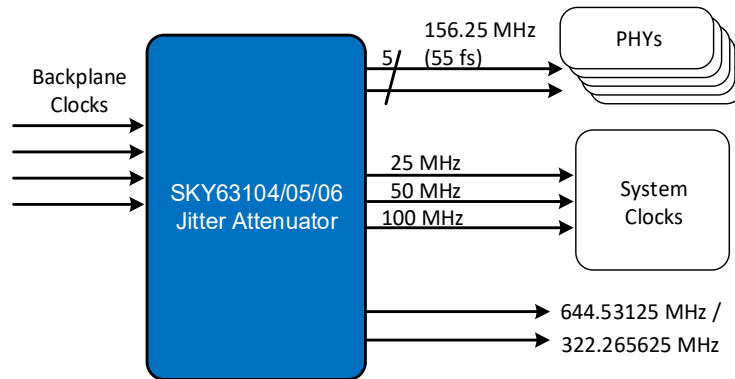 Backplane
Clocks
SKY63104/05/06
Jitter Attenuator
5
156.25 MHz
(55 fs)
PHYs
25 MHz
50 MHz
100 MHz
System
Clocks
644.53125 MHz /
322.265625 MHz